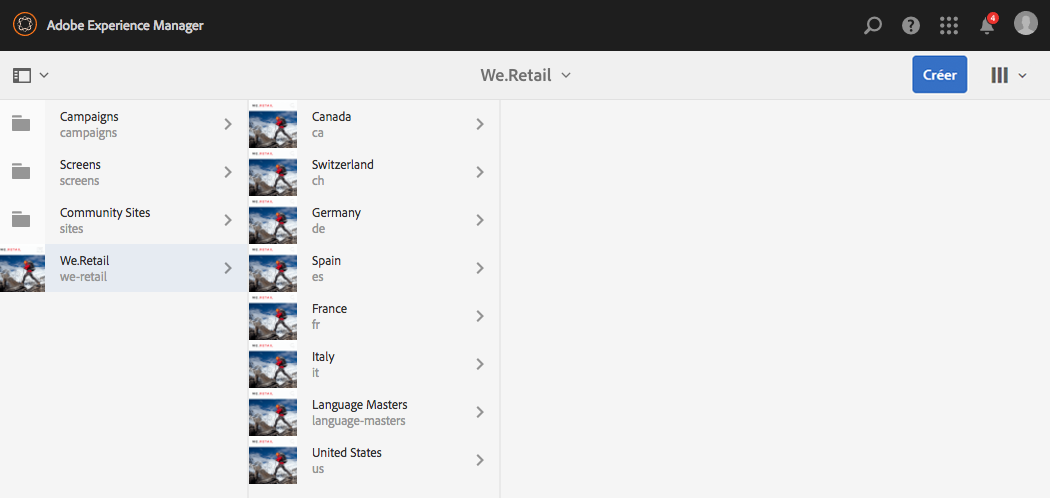 Adobe Experience Manager
4
We.Retail
Créer
Campaigns
campaigns
Screens
screens
Community Sites
sites
We.Retail
we-retail
Canada
ca
Switzerland
ch
Germany
de
Spain
es
France
fr
Italy
it
Language Masters
language-masters
United States
us